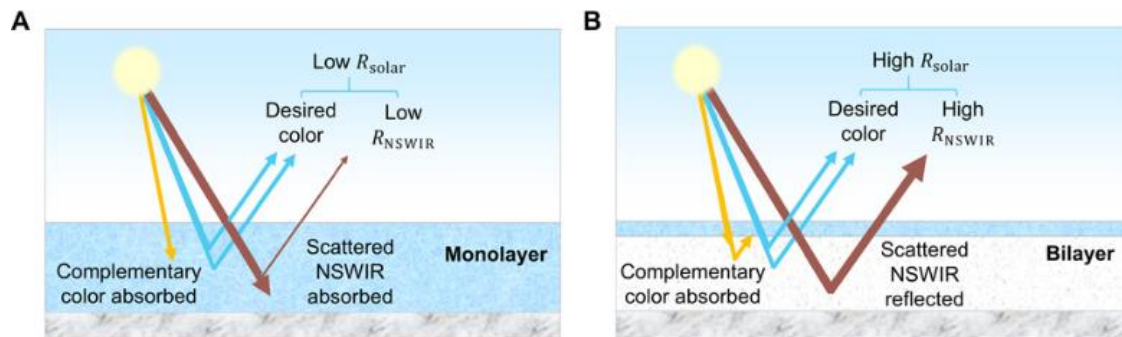 A
Low R_solar
Desired
color
Low
R_NSWIR
Complementary
color absorbed
Scattered
NSWIR
absorbed
Monolayer
B
High R_solar
Desired
color
High
R_NSWIR
Complementary
color absorbed
Scattered
NSWIR
reflected
Bilayer